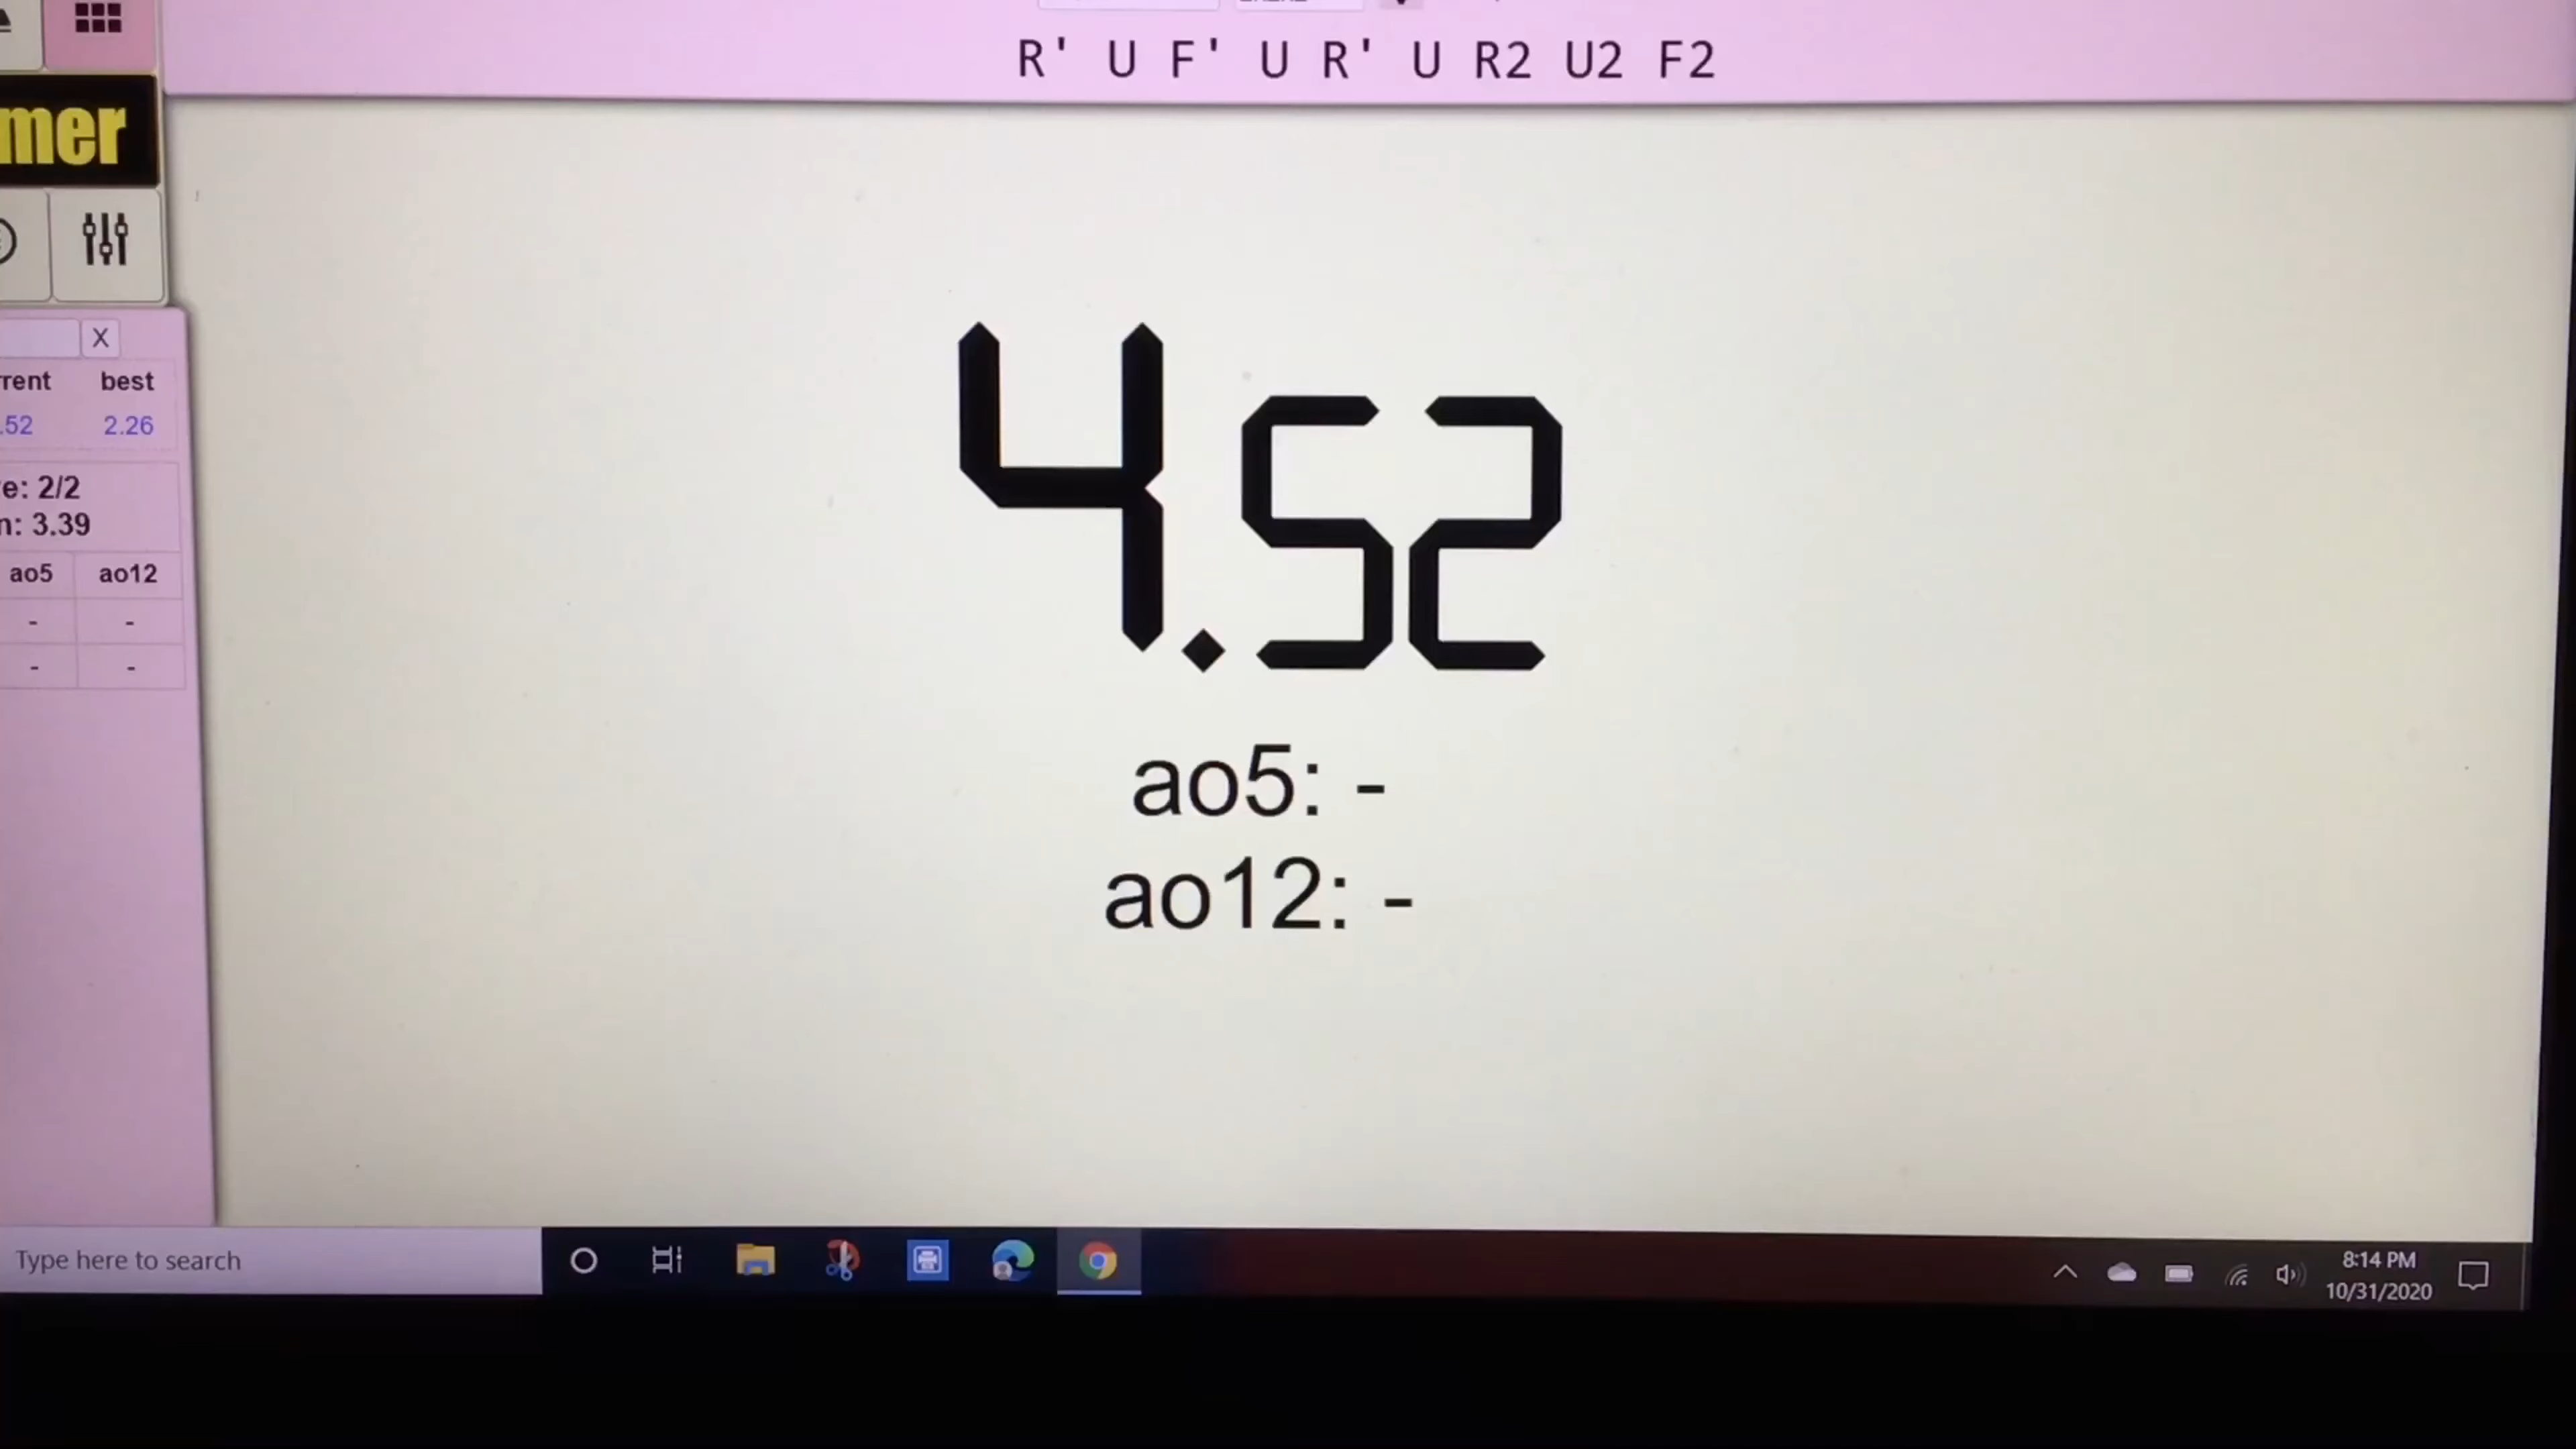 R' U F' U R' U R2 U2 F2
mer
X
rrent best
.52 2.26
e: 2/2
n: 3.39
ao5 ao12
- -
- -
4.52
ao5: -
ao12: -
Type here to search
8:14 PM
10/31/2020